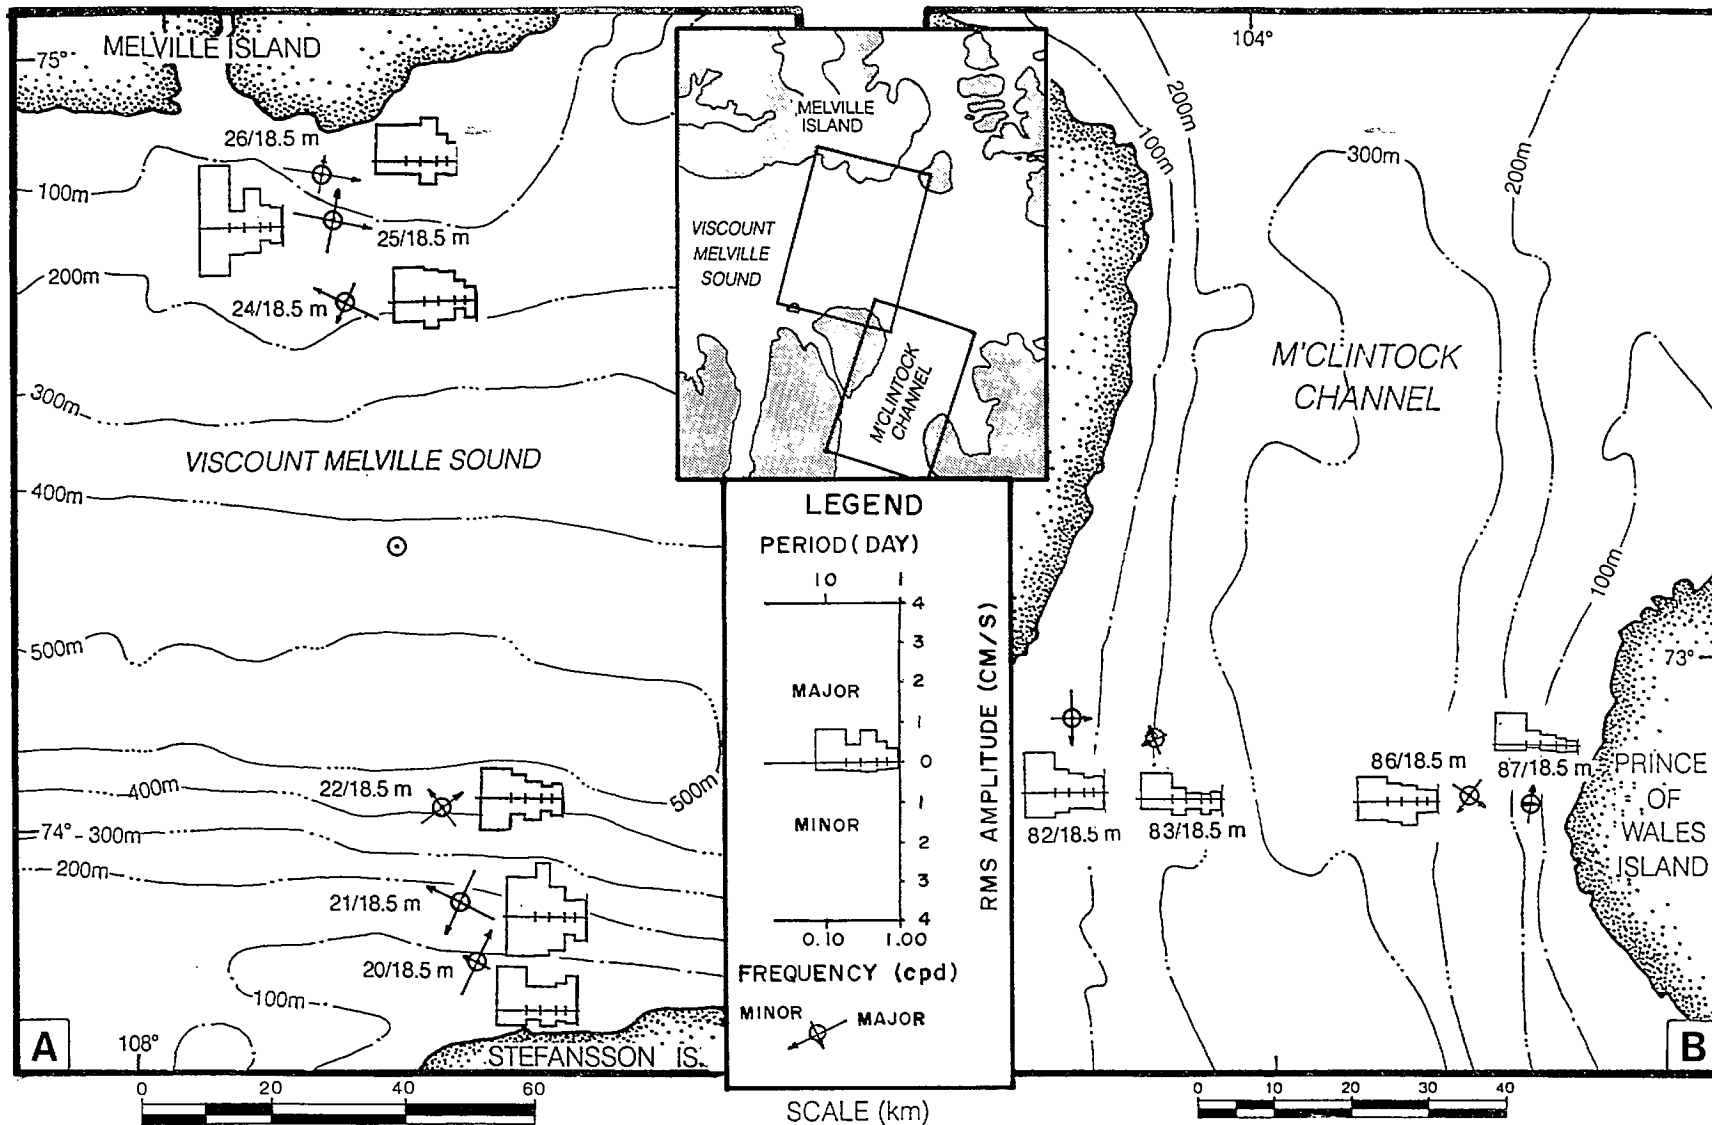 MELVILLE ISLAND
75°
26/18.5 m
100m
25/18.5 m
200m
24/18.5 m
300m
VISCOUNT MELVILLE SOUND
400m
500m
500m
22/18.5 m
400m
74°
300m
200m
21/18.5 m
20/18.5 m
100m
A
108°
STEFANSSON IS.
0 20 40 60
MELVILLE
ISLAND
VISCOUNT
MELVILLE
SOUND
M'CLINTOCK
CHANNEL
LEGEND
PERIOD (DAY)
10 1
4
3
2
1
0
1
2
3
4
MAJOR
MINOR
RMS AMPLITUDE (CM/S)
0.10 1.00
FREQUENCY (cpd)
MINOR MAJOR
SCALE (km)
104°
200m
100m
300m
200m
M'CLINTOCK
CHANNEL
100m
73°
82/18.5 m
83/18.5 m
86/18.5 m
87/18.5 m
PRINCE
OF
WALES
ISLAND
B
0 10 20 30 40